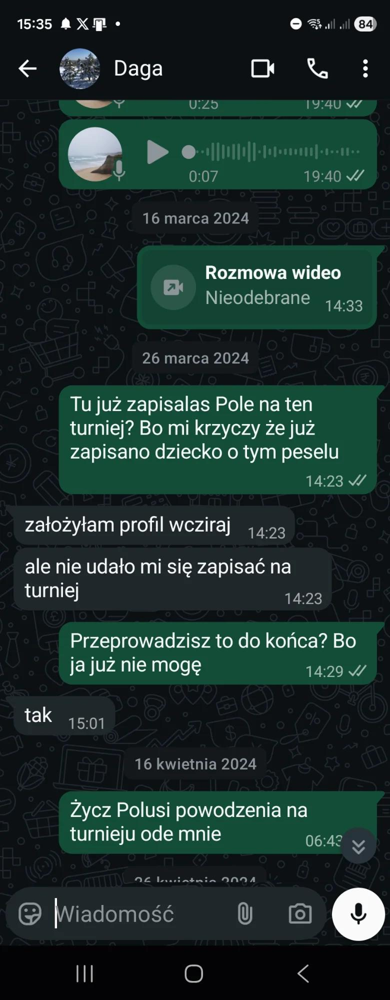 15:35
84
Daga
0:25 19:40
0:07 19:40
16 marca 2024
Rozmowa wideo
Nieodebrane 14:33
26 marca 2024
Tu już zapisalas Pole na ten
turniej? Bo mi krzyczy że już
zapisano dziecko o tym peselu
14:23
założyłam profil wcziraj 14:23
ale nie udało mi się zapisać na
turniej 14:23
Przeprowadzisz to do końca? Bo
ja już nie mogę 14:29
tak 15:01
16 kwietnia 2024
Życz Polusi powodzenia na
turnieju ode mnie 06:43
26 kwietnia 2024
Wiadomość